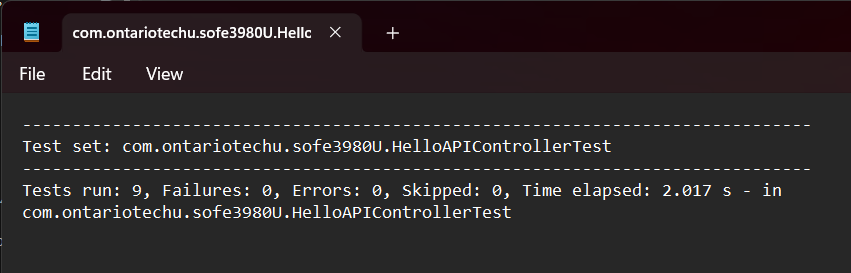 com.ontariotechu.sofe3980U.Hello
File Edit View
-------------------------------------------------------------------------------
Test set: com.ontariotechu.sofe3980U.HelloAPIControllerTest
-------------------------------------------------------------------------------
Tests run: 9, Failures: 0, Errors: 0, Skipped: 0, Time elapsed: 2.017 s - in
com.ontariotechu.sofe3980U.HelloAPIControllerTest